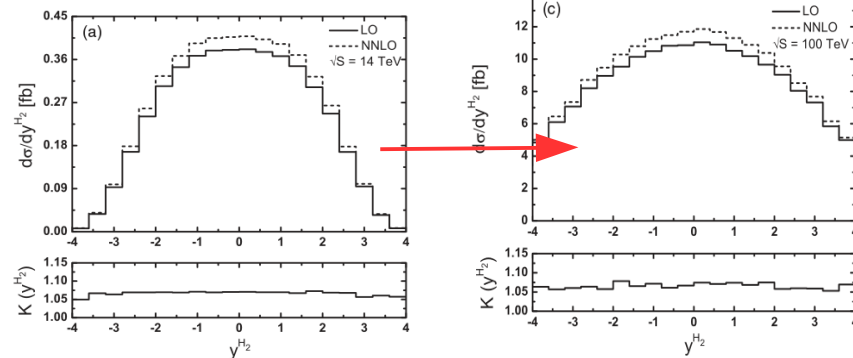 (a)
LO
NNLO
√S = 14 TeV
dσ/dy^H₂ [fb]
0.45
0.36
0.27
0.18
0.09
0.00
-4 -3 -2 -1 0 1 2 3 4
K (y^H₂)
1.15
1.10
1.05
1.00
-4 -3 -2 -1 0 1 2 3 4
y^H₂
(c)
LO
NNLO
√S = 100 TeV
dσ/dy^H₂ [fb]
12
10
8
6
4
2
0
-4 -3 -2 -1 0 1 2 3 4
K (y^H₂)
1.15
1.10
1.05
1.00
-4 -3 -2 -1 0 1 2 3 4
y^H₂